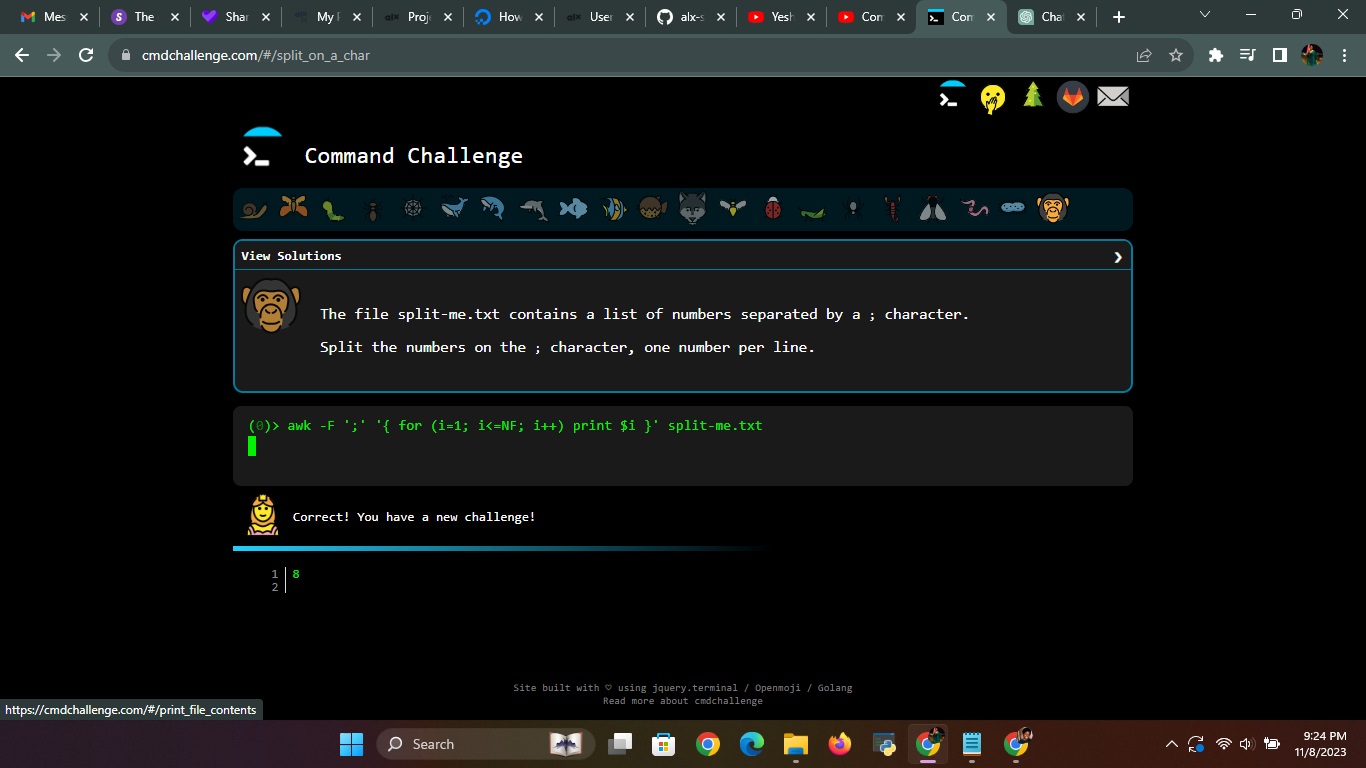 Mes
The
Shar
My
Proj
How
User
alx-s
Yesh
Com
Com
Cha
cmdchallenge.com/#/split_on_a_char
Command Challenge
View Solutions
The file split-me.txt contains a list of numbers separated by a ; character.
Split the numbers on the ; character, one number per line.
(0)> awk -F ';' '{ for (i=1; i<=NF; i++) print $i }' split-me.txt
Correct! You have a new challenge!
1 8
2
Site built with ♡ using jquery.terminal / Openmoji / Golang
Read more about cmdchallenge
https://cmdchallenge.com/#/print_file_contents
Search
9:24 PM
11/8/2023